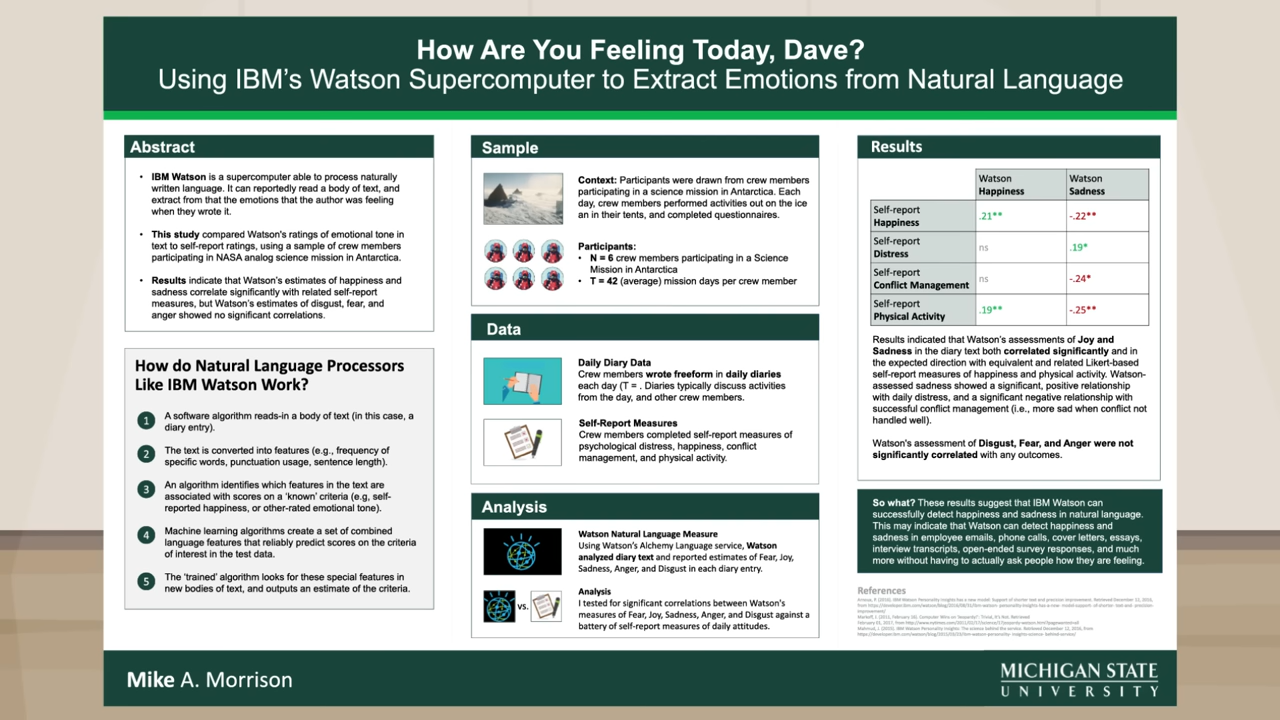 How Are You Feeling Today, Dave?
Using IBM's Watson Supercomputer to Extract Emotions from Natural Language
Abstract
• IBM Watson is a supercomputer able to process naturally
written language. It can reportedly read a body of text, and
extract from that the emotions that the author was feeling
when they wrote it.
• This study compared Watson's ratings of emotional tone in
text to self-report ratings, using a sample of crew members
participating in NASA analog science mission in Antarctica.
• Results indicate that Watson's estimates of happiness and
sadness correlate significantly with related self-report
measures, but Watson's estimates of disgust, fear, and
anger showed no significant correlations.
How do Natural Language Processors
Like IBM Watson Work?
1 A software algorithm reads-in a body of text (in this case, a
diary entry).
2 The text is converted into features (e.g., frequency of
specific words, punctuation usage, sentence length).
3 An algorithm identifies which features in the text are
associated with scores on a 'known' criteria (e.g, self-
reported happiness, or other-rated emotional tone).
4 Machine learning algorithms create a set of combined
language features that reliably predict scores on the criteria
of interest in the test data.
5 The 'trained' algorithm looks for these special features in
new bodies of text, and outputs an estimate of the criteria.
Sample
Context: Participants were drawn from crew members
participating in a science mission in Antarctica. Each
day, crew members performed activities out on the ice
an in their tents, and completed questionnaires.
Participants:
• N = 6 crew members participating in a Science
Mission in Antarctica
• T = 42 (average) mission days per crew member
Data
Daily Diary Data
Crew members wrote freeform in daily diaries
each day (T = . Diaries typically discuss activities
from the day, and other crew members.
Self-Report Measures
Crew members completed self-report measures of
psychological distress, happiness, conflict
management, and physical activity.
Analysis
Watson Natural Language Measure
Using Watson's Alchemy Language service, Watson
analyzed diary text and reported estimates of Fear, Joy,
Sadness, Anger, and Disgust in each diary entry.
vs.
Analysis
I tested for significant correlations between Watson's
measures of Fear, Joy, Sadness, Anger, and Disgust against a
battery of self-report measures of daily attitudes.
Results
Watson Happiness Watson Sadness
Self-report Happiness .21** -.22**
Self-report Distress ns .19*
Self-report Conflict Management ns -.24*
Self-report Physical Activity .19** -.25**
Results indicated that Watson's assessments of Joy and
Sadness in the diary text both correlated significantly and in
the expected direction with equivalent and related Likert-based
self-report measures of happiness and physical activity. Watson-
assessed sadness showed a significant, positive relationship
with daily distress, and a significant negative relationship with
successful conflict management (i.e., more sad when conflict not
handled well).
Watson's assessment of Disgust, Fear, and Anger were not
significantly correlated with any outcomes.
So what? These results suggest that IBM Watson can
successfully detect happiness and sadness in natural language.
This may indicate that Watson can detect happiness and
sadness in employee emails, phone calls, cover letters, essays,
interview transcripts, open-ended survey responses, and much
more without having to actually ask people how they are feeling.
References
Mike A. Morrison
MICHIGAN STATE
UNIVERSITY